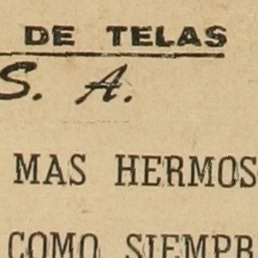 DE TELAS
S. A.
MAS HERMOS
COMO SIEMPR